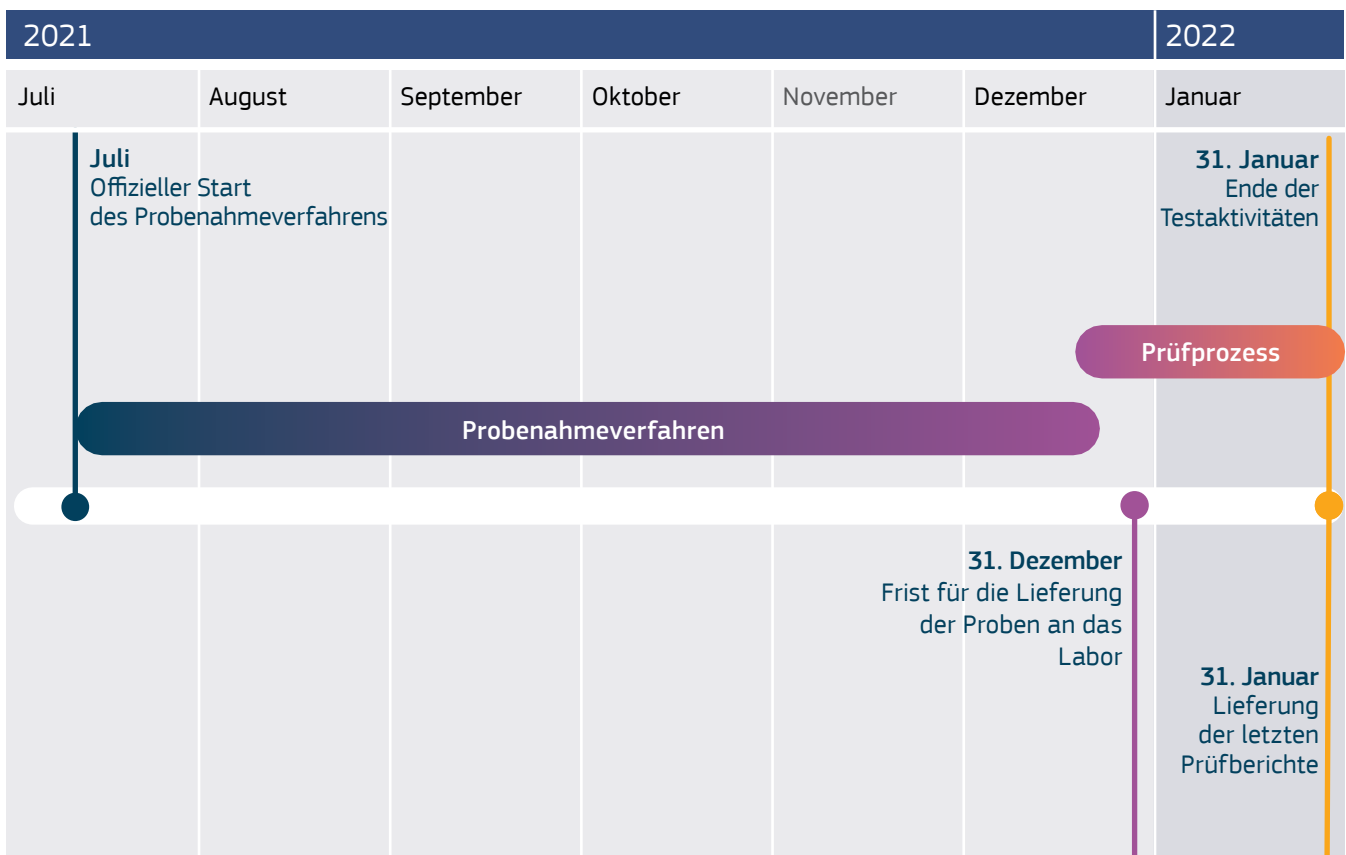 2021
2022
Juli
August
September
Oktober
November
Dezember
Januar
Juli
Offizieller Start
des Probenahmeverfahrens
31. Januar
Ende der
Testaktivitäten
Prüfprozess
Probenahmeverfahren
31. Dezember
Frist für die Lieferung
der Proben an das
Labor
31. Januar
Lieferung
der letzten
Prüfberichte